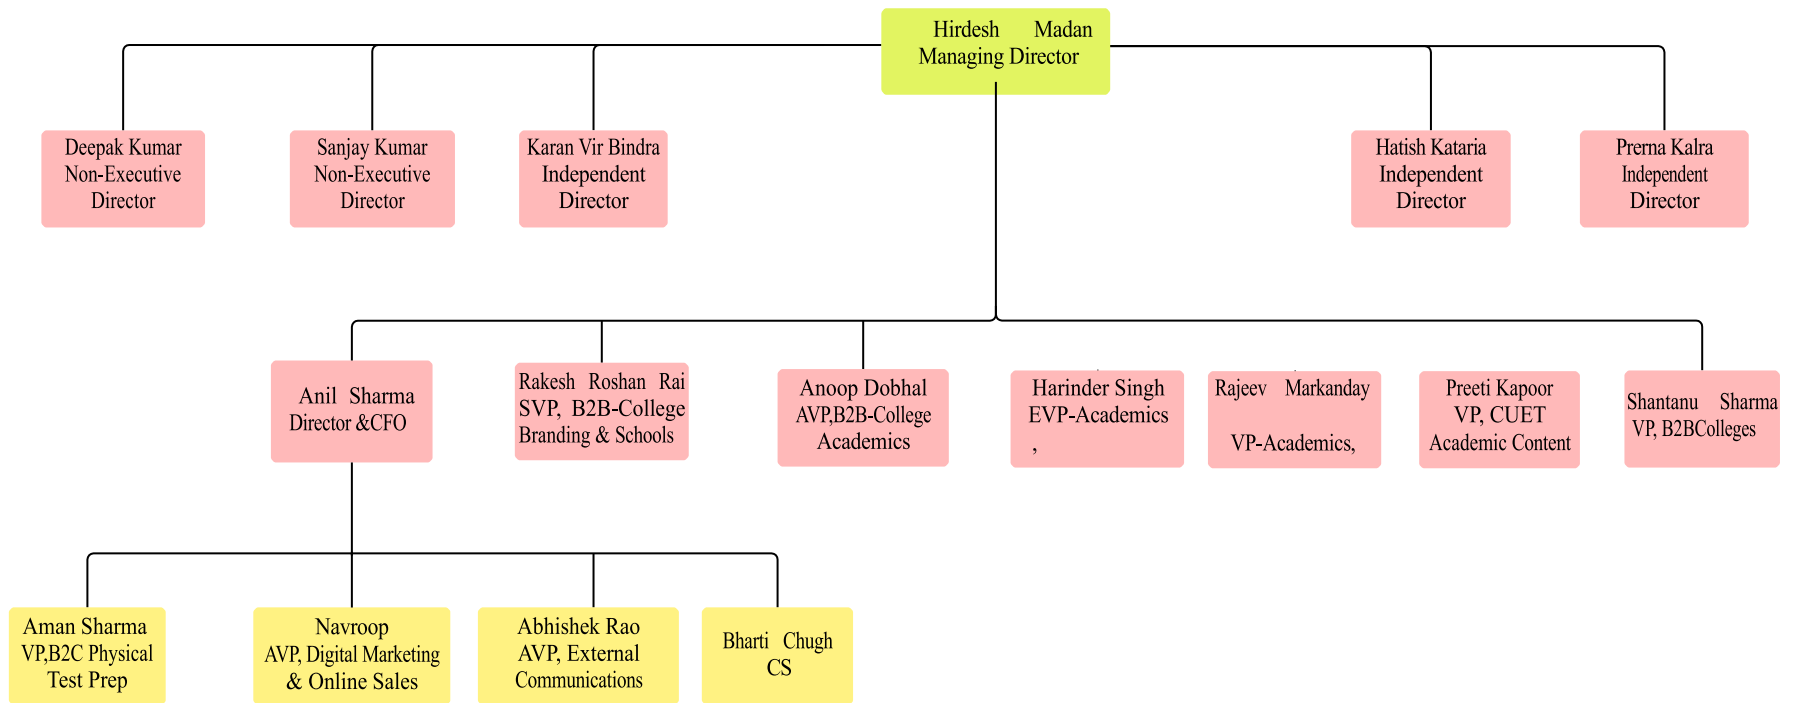 Hirdesh Madan
Managing Director
Deepak Kumar
Non-Executive
Director
Sanjay Kumar
Non-Executive
Director
Karan Vir Bindra
Independent
Director
Hatish Kataria
Independent
Director
Prerna Kalra
Independent
Director
Anil Sharma
Director &CFO
Rakesh Roshan Rai
SVP, B2B-College
Branding & Schools
Anoop Dobhal
AVP,B2B-College
Academics
Harinder Singh
EVP-Academics
,
Rajeev Markanday
VP-Academics,
Preeti Kapoor
VP, CUET
Academic Content
Shantanu Sharma
VP, B2BColleges
Aman Sharma
VP,B2C Physical
Test Prep
Navroop
AVP, Digital Marketing
& Online Sales
Abhishek Rao
AVP, External
Communications
Bharti Chugh
CS